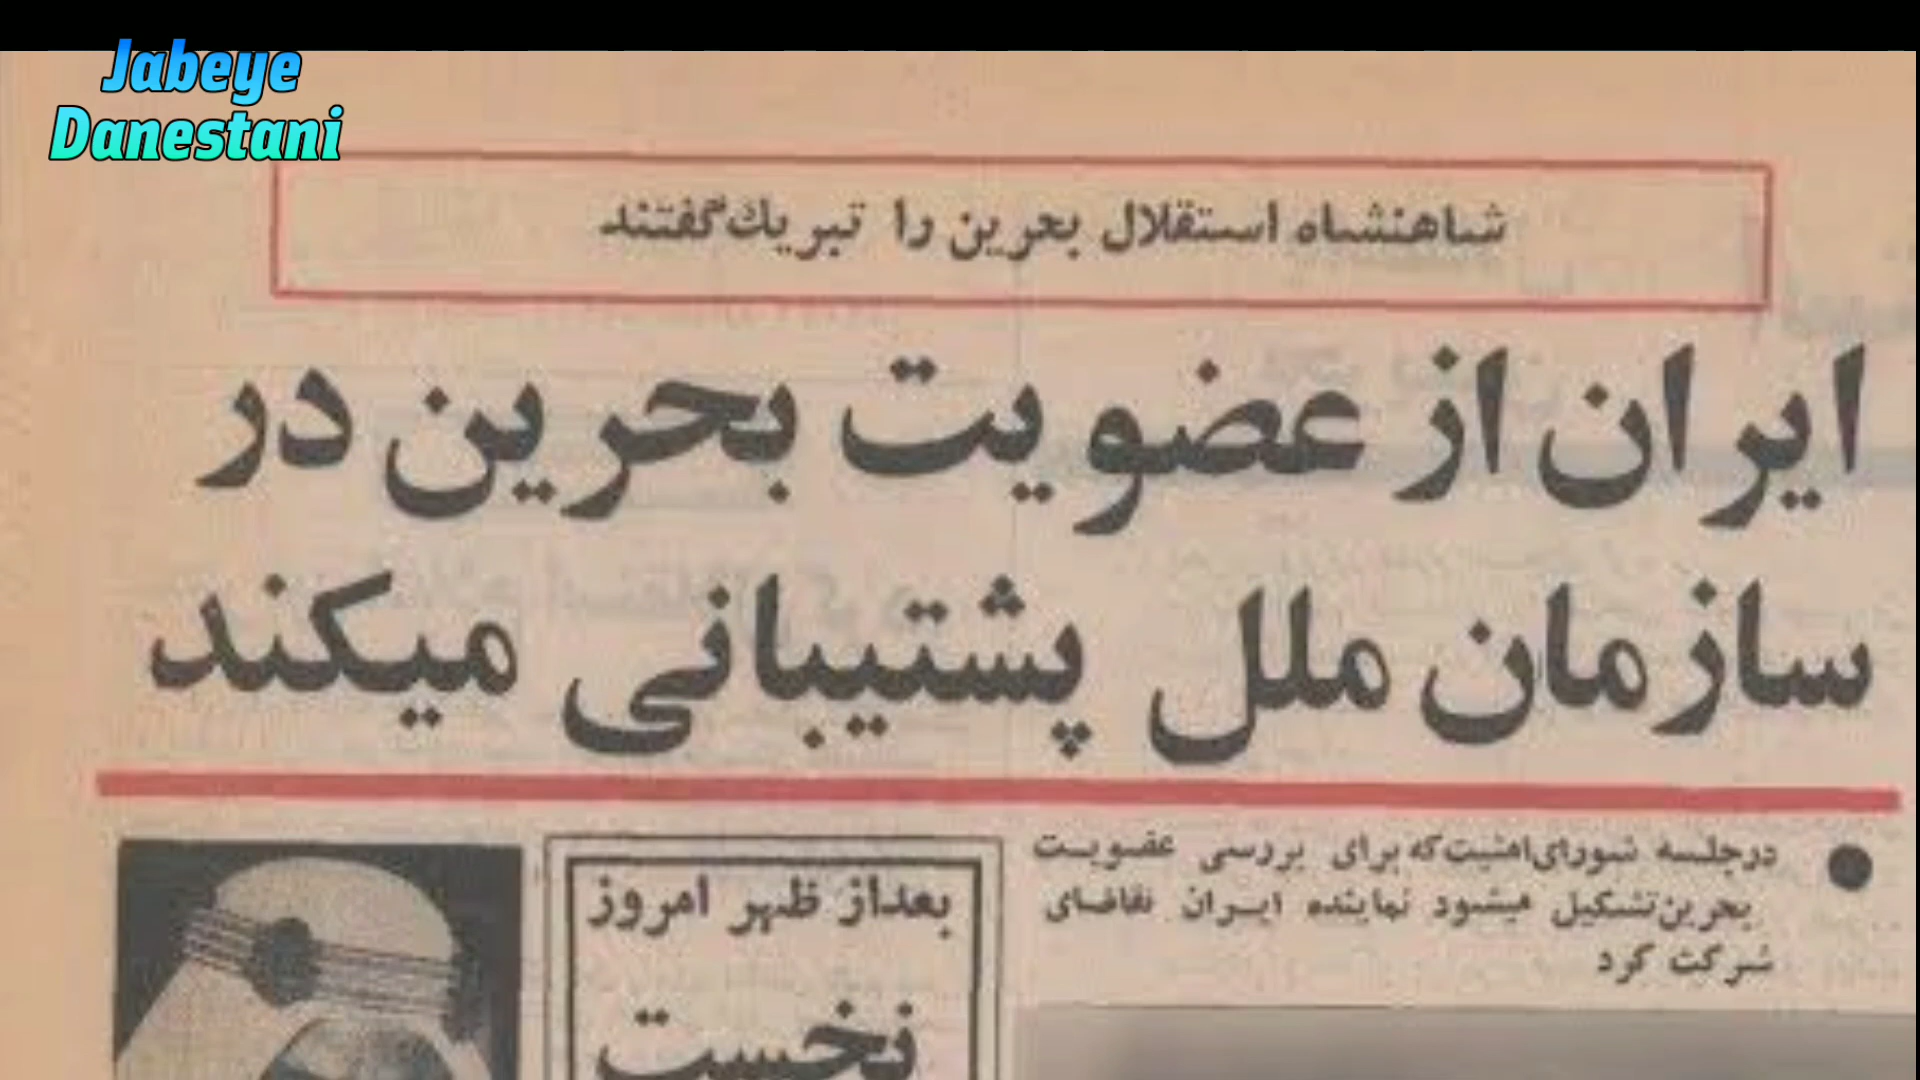 Jabeye
Danestani
شاهنشاه استقلال بحرین را تبریك گفتند
ایران از عضویت بحرین در
سازمان ملل پشتیبانی میکند
درجلسه شورای امنیت که برای بررسی عضویت
بحرین تشکیل میشود نماینده ایران تقاضای
شرکت کرد
بعداز ظهر امروز
نخست